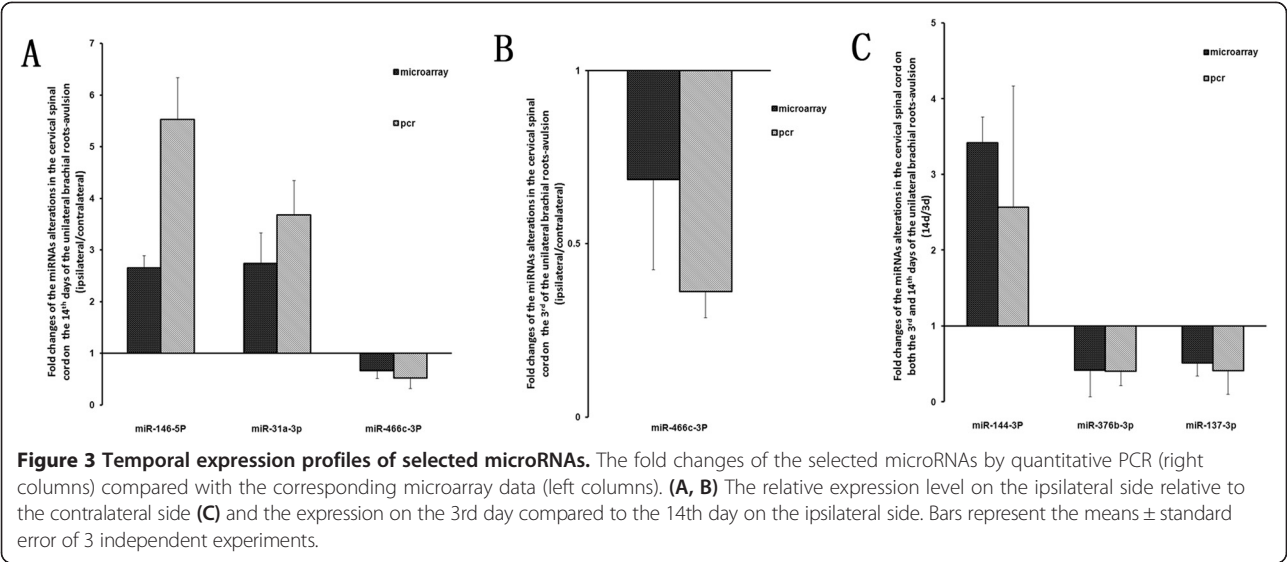 A
Fold changes of the miRNAs alterations in the cervical spinal
cord on the 14th days of the unilateral brachial roots-avulsion
(ipsilateral/contralateral)
7
6
5
4
3
2
1
0
microarray
pcr
miR-146-5P
miR-31a-3p
miR-466c-3P
B
Fold changes of the miRNAs alterations in the cervical spinal
cord on the 3rd of the unilateral brachial roots-avulsion
(ipsilateral/contralateral)
1
0.5
0
microarray
pcr
miR-466c-3P
C
Fold changes of the miRNAs alterations in the cervical spinal cord on
both the 3rd and 14th days of the unilateral brachial roots-avulsion
(14d/3d)
5
4
3
2
1
0
microarray
pcr
miR-144-3P
miR-376b-3p
miR-137-3p
Figure 3 Temporal expression profiles of selected microRNAs. The fold changes of the selected microRNAs by quantitative PCR (right
columns) compared with the corresponding microarray data (left columns). (A, B) The relative expression level on the ipsilateral side relative to
the contralateral side (C) and the expression on the 3rd day compared to the 14th day on the ipsilateral side. Bars represent the means ± standard
error of 3 independent experiments.